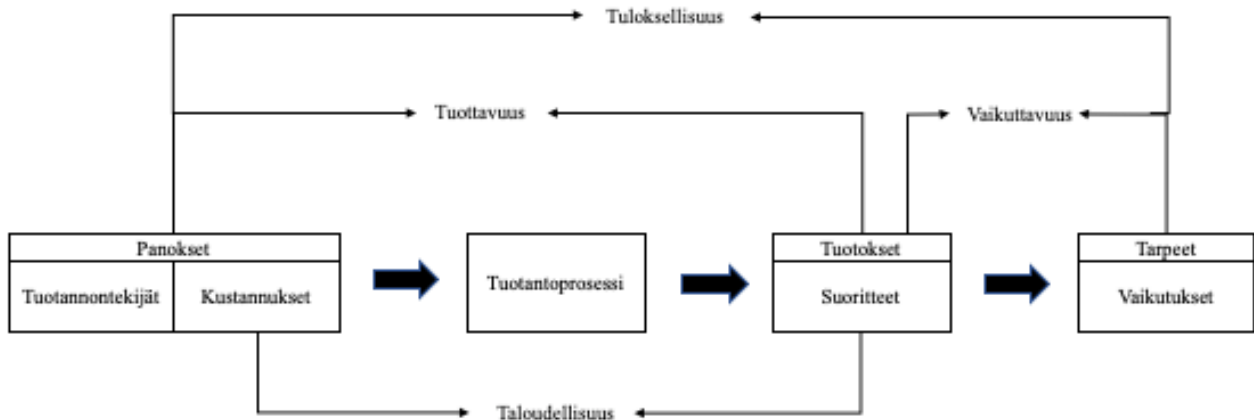 Tuloksellisuus
Tuottavuus
Vaikuttavuus
Panokset
Tuotannontekijät
Kustannukset
Tuotantoprosessi
Tuotokset
Suoritteet
Tarpeet
Vaikutukset
Taloudellisuus